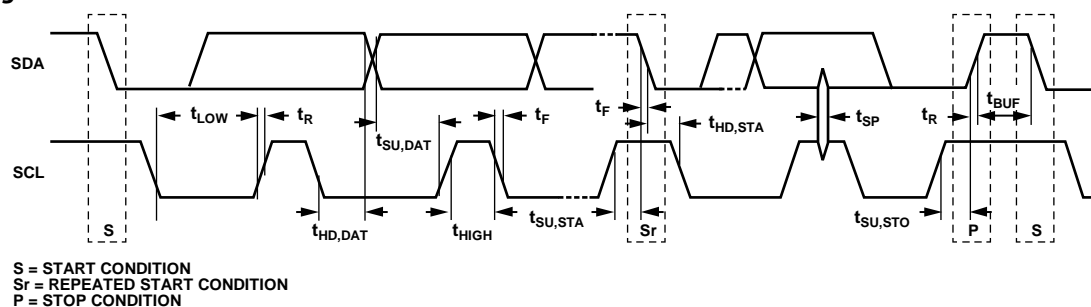 SDA
tLOW
tR
tSU,DAT
tF
tF
tHD,STA
tSP
tR
tBUF
SCL
S
tHD,DAT
tHIGH
tSU,STA
Sr
tSU,STO
P
S
S = START CONDITION
Sr = REPEATED START CONDITION
P = STOP CONDITION